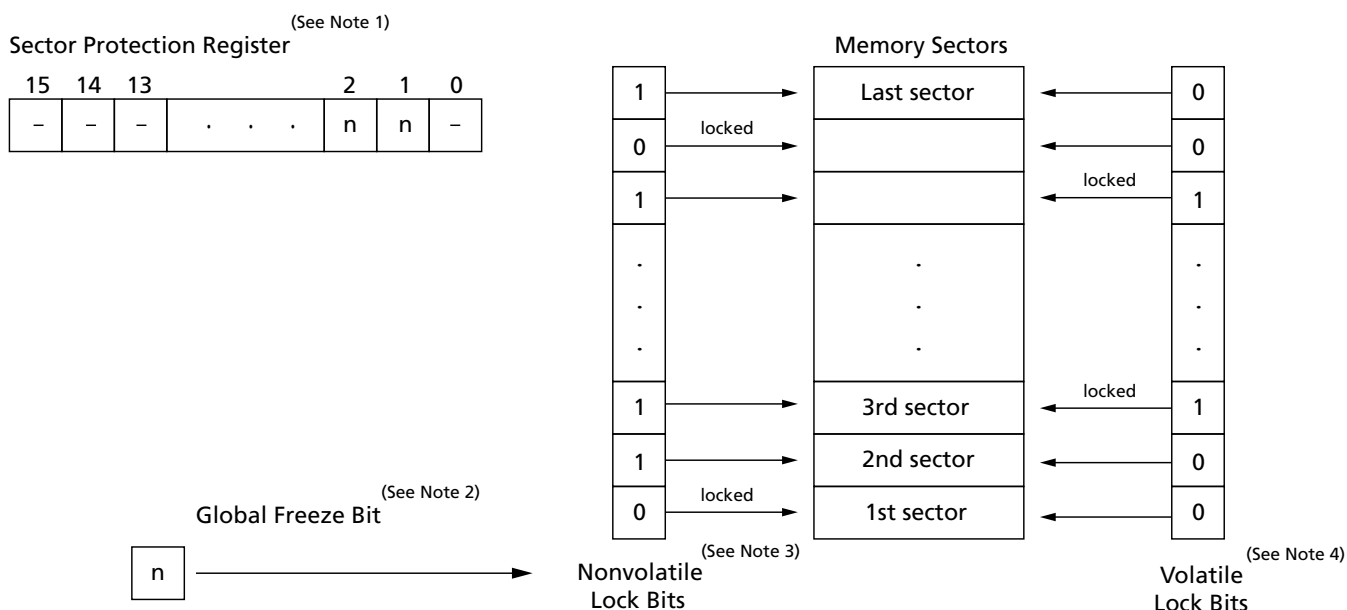 (See Note 1)
Sector Protection Register
Memory Sectors
15 14 13 2 1 0
– – – . . . n n –
1 Last sector 0
locked
0 0
locked
1 1
. . .
. . .
. . .
locked
1 3rd sector 1
1 2nd sector 0
locked
0 1st sector 0
(See Note 2)
Global Freeze Bit
n
(See Note 3)
Nonvolatile
Lock Bits
(See Note 4)
Volatile
Lock Bits